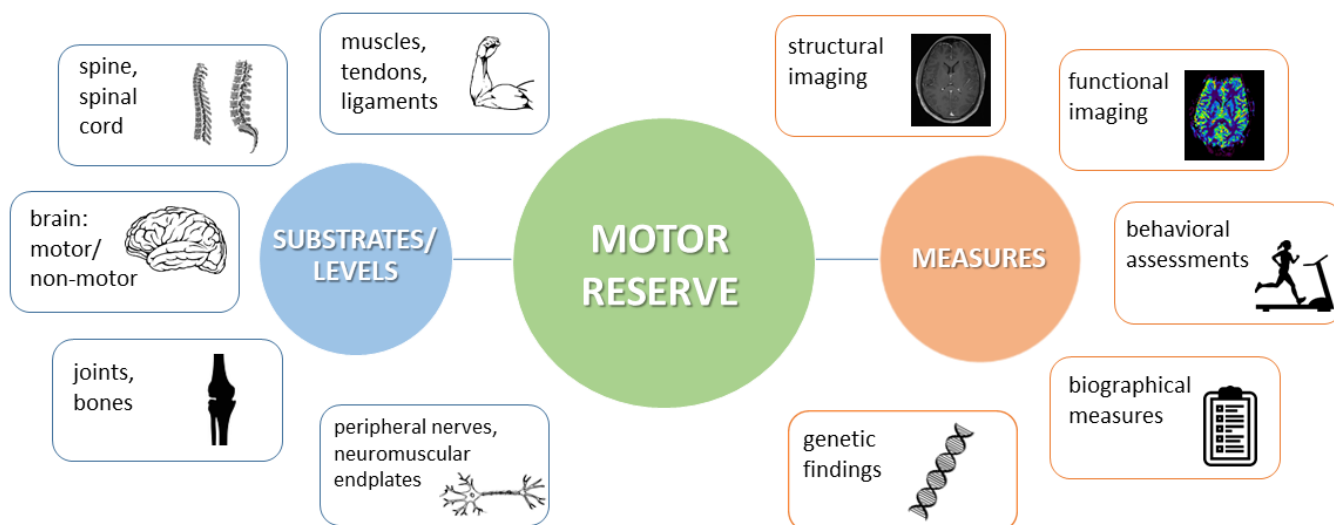 spine,
spinal
cord
muscles,
tendons,
ligaments
brain:
motor/
non-motor
joints,
bones
peripheral nerves,
neuromuscular
endplates
SUBSTRATES/
LEVELS
MOTOR
RESERVE
MEASURES
structural
imaging
functional
imaging
behavioral
assessments
biographical
measures
genetic
findings